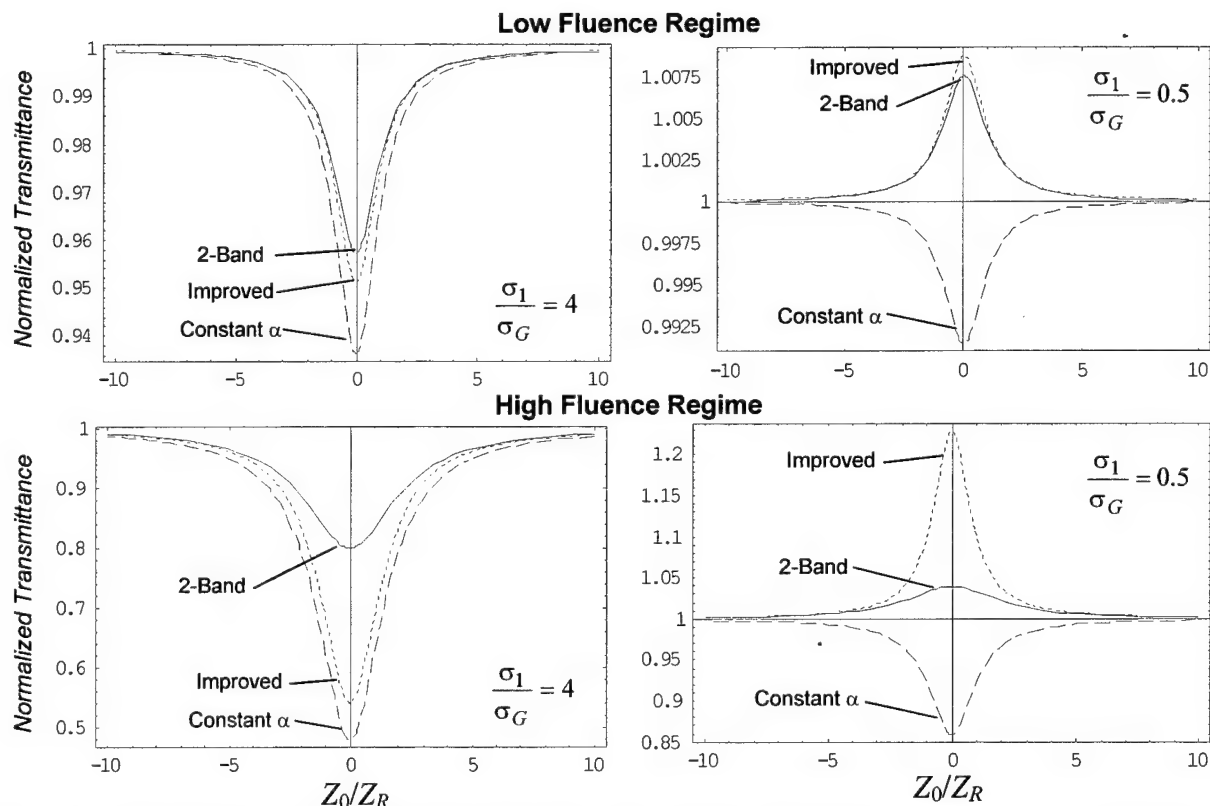 Low Fluence Regime
Normalized Transmittance
1
0.99
0.98
0.97
0.96
0.95
0.94
2-Band
Improved
Constant α
σ1/σG = 4
−10 −5 0 5 10
1.0075
1.005
1.0025
1
0.9975
0.995
0.9925
Improved
2-Band
σ1/σG = 0.5
Constant α
−10 −5 0 5 10
High Fluence Regime
Normalized Transmittance
1
0.9
0.8
0.7
0.6
0.5
2-Band
Improved
Constant α
σ1/σG = 4
−10 −5 0 5 10
Z0/ZR
1.2
1.15
1.1
1.05
1
0.95
0.9
0.85
Improved
σ1/σG = 0.5
2-Band
Constant α
−10 −5 0 5 10
Z0/ZR